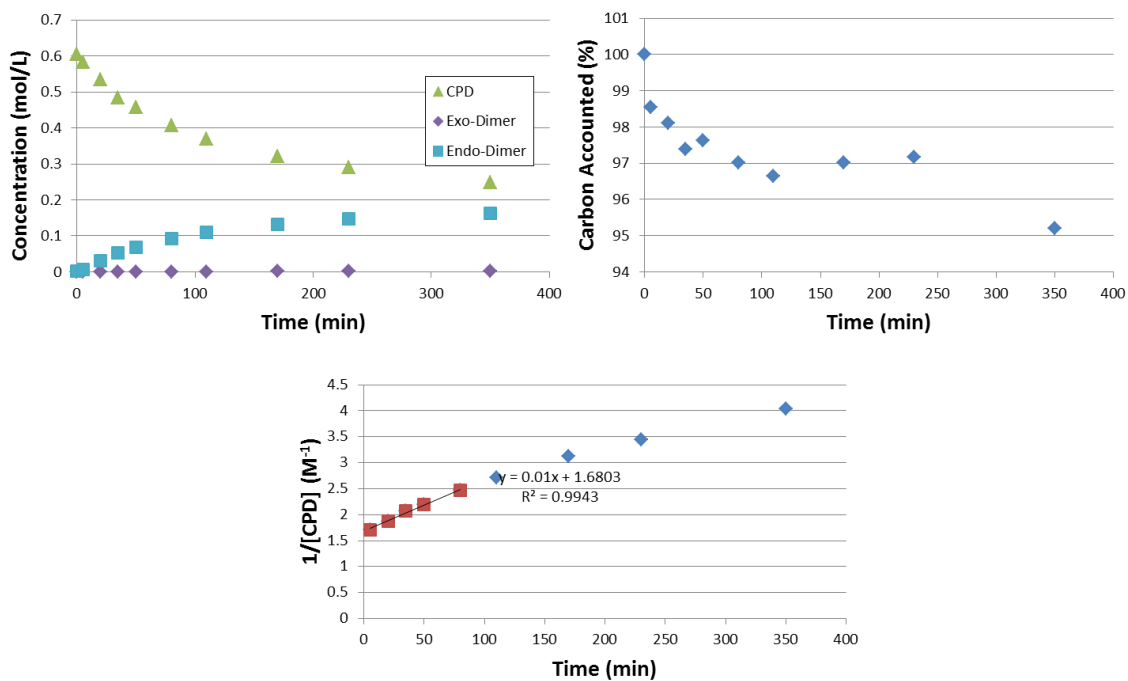 Concentration (mol/L)
0.7
0.6
0.5
0.4
0.3
0.2
0.1
0
CPD
Exo-Dimer
Endo-Dimer
0 100 200 300 400
Time (min)
Carbon Accounted (%)
101
100
99
98
97
96
95
94
0 50 100 150 200 250 300 350 400
Time (min)
1/[CPD] (M⁻¹)
4.5
4
3.5
3
2.5
2
1.5
1
0.5
0
y = 0.01x + 1.6803
R² = 0.9943
0 50 100 150 200 250 300 350 400
Time (min)